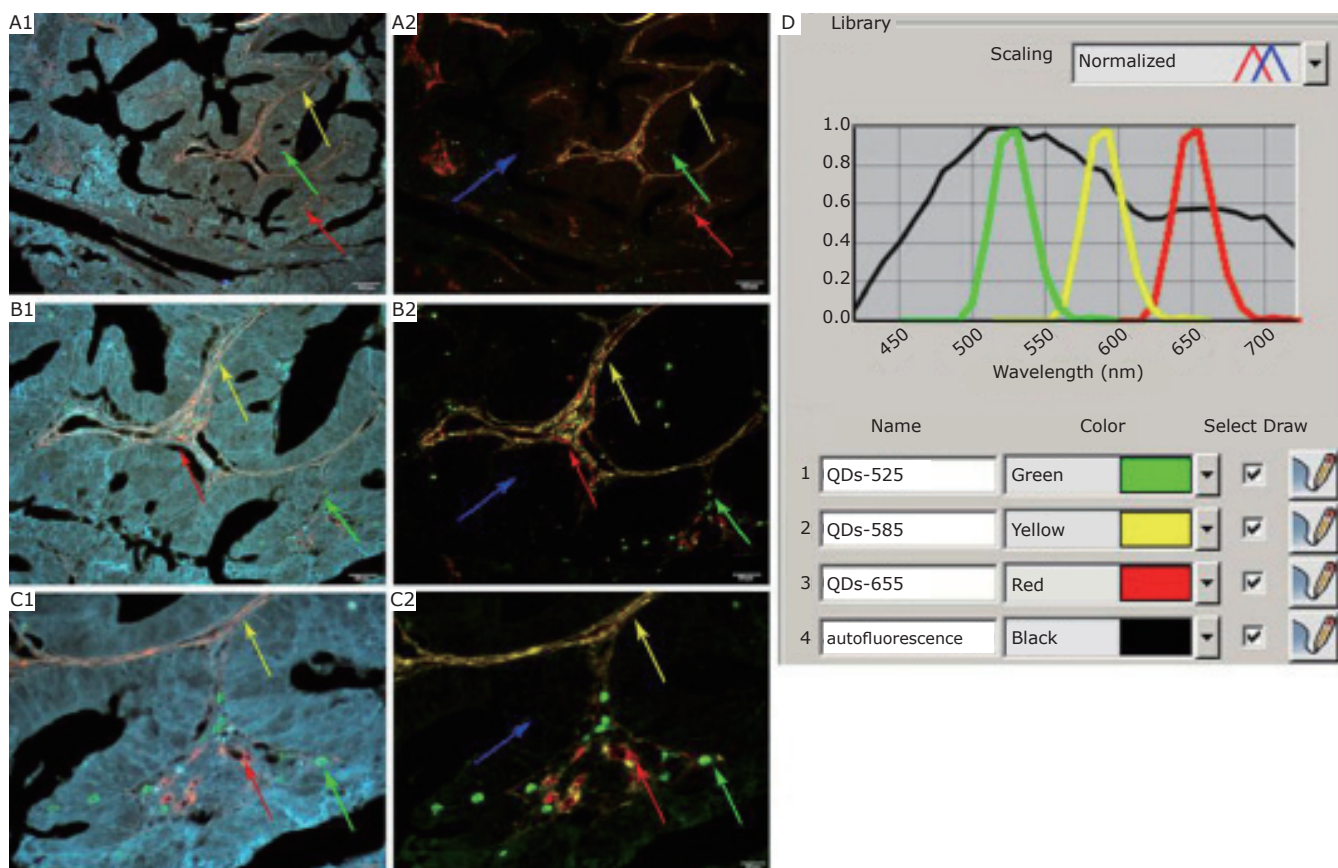 A1
A2
B1
B2
C1
C2
D
Library
Scaling
Normalized
1.0
0.8
0.6
0.4
0.2
0.0
450
500
550
600
650
700
Wavelength (nm)
Name Color Select Draw
1 QDs-525 Green
2 QDs-585 Yellow
3 QDs-655 Red
4 autofluorescence Black